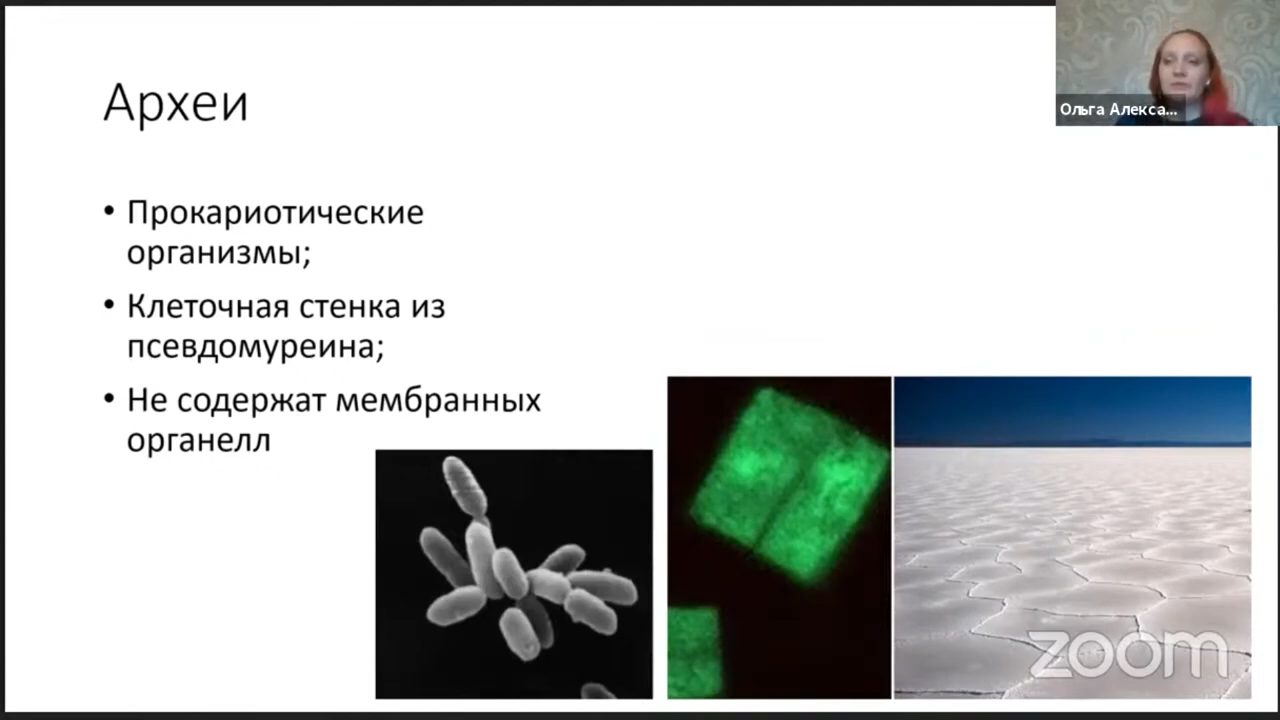 Археи
Ольга Алекса...
• Прокариотические
организмы;
• Клеточная стенка из
псевдомуреина;
• Не содержат мембранных
органелл
zoom